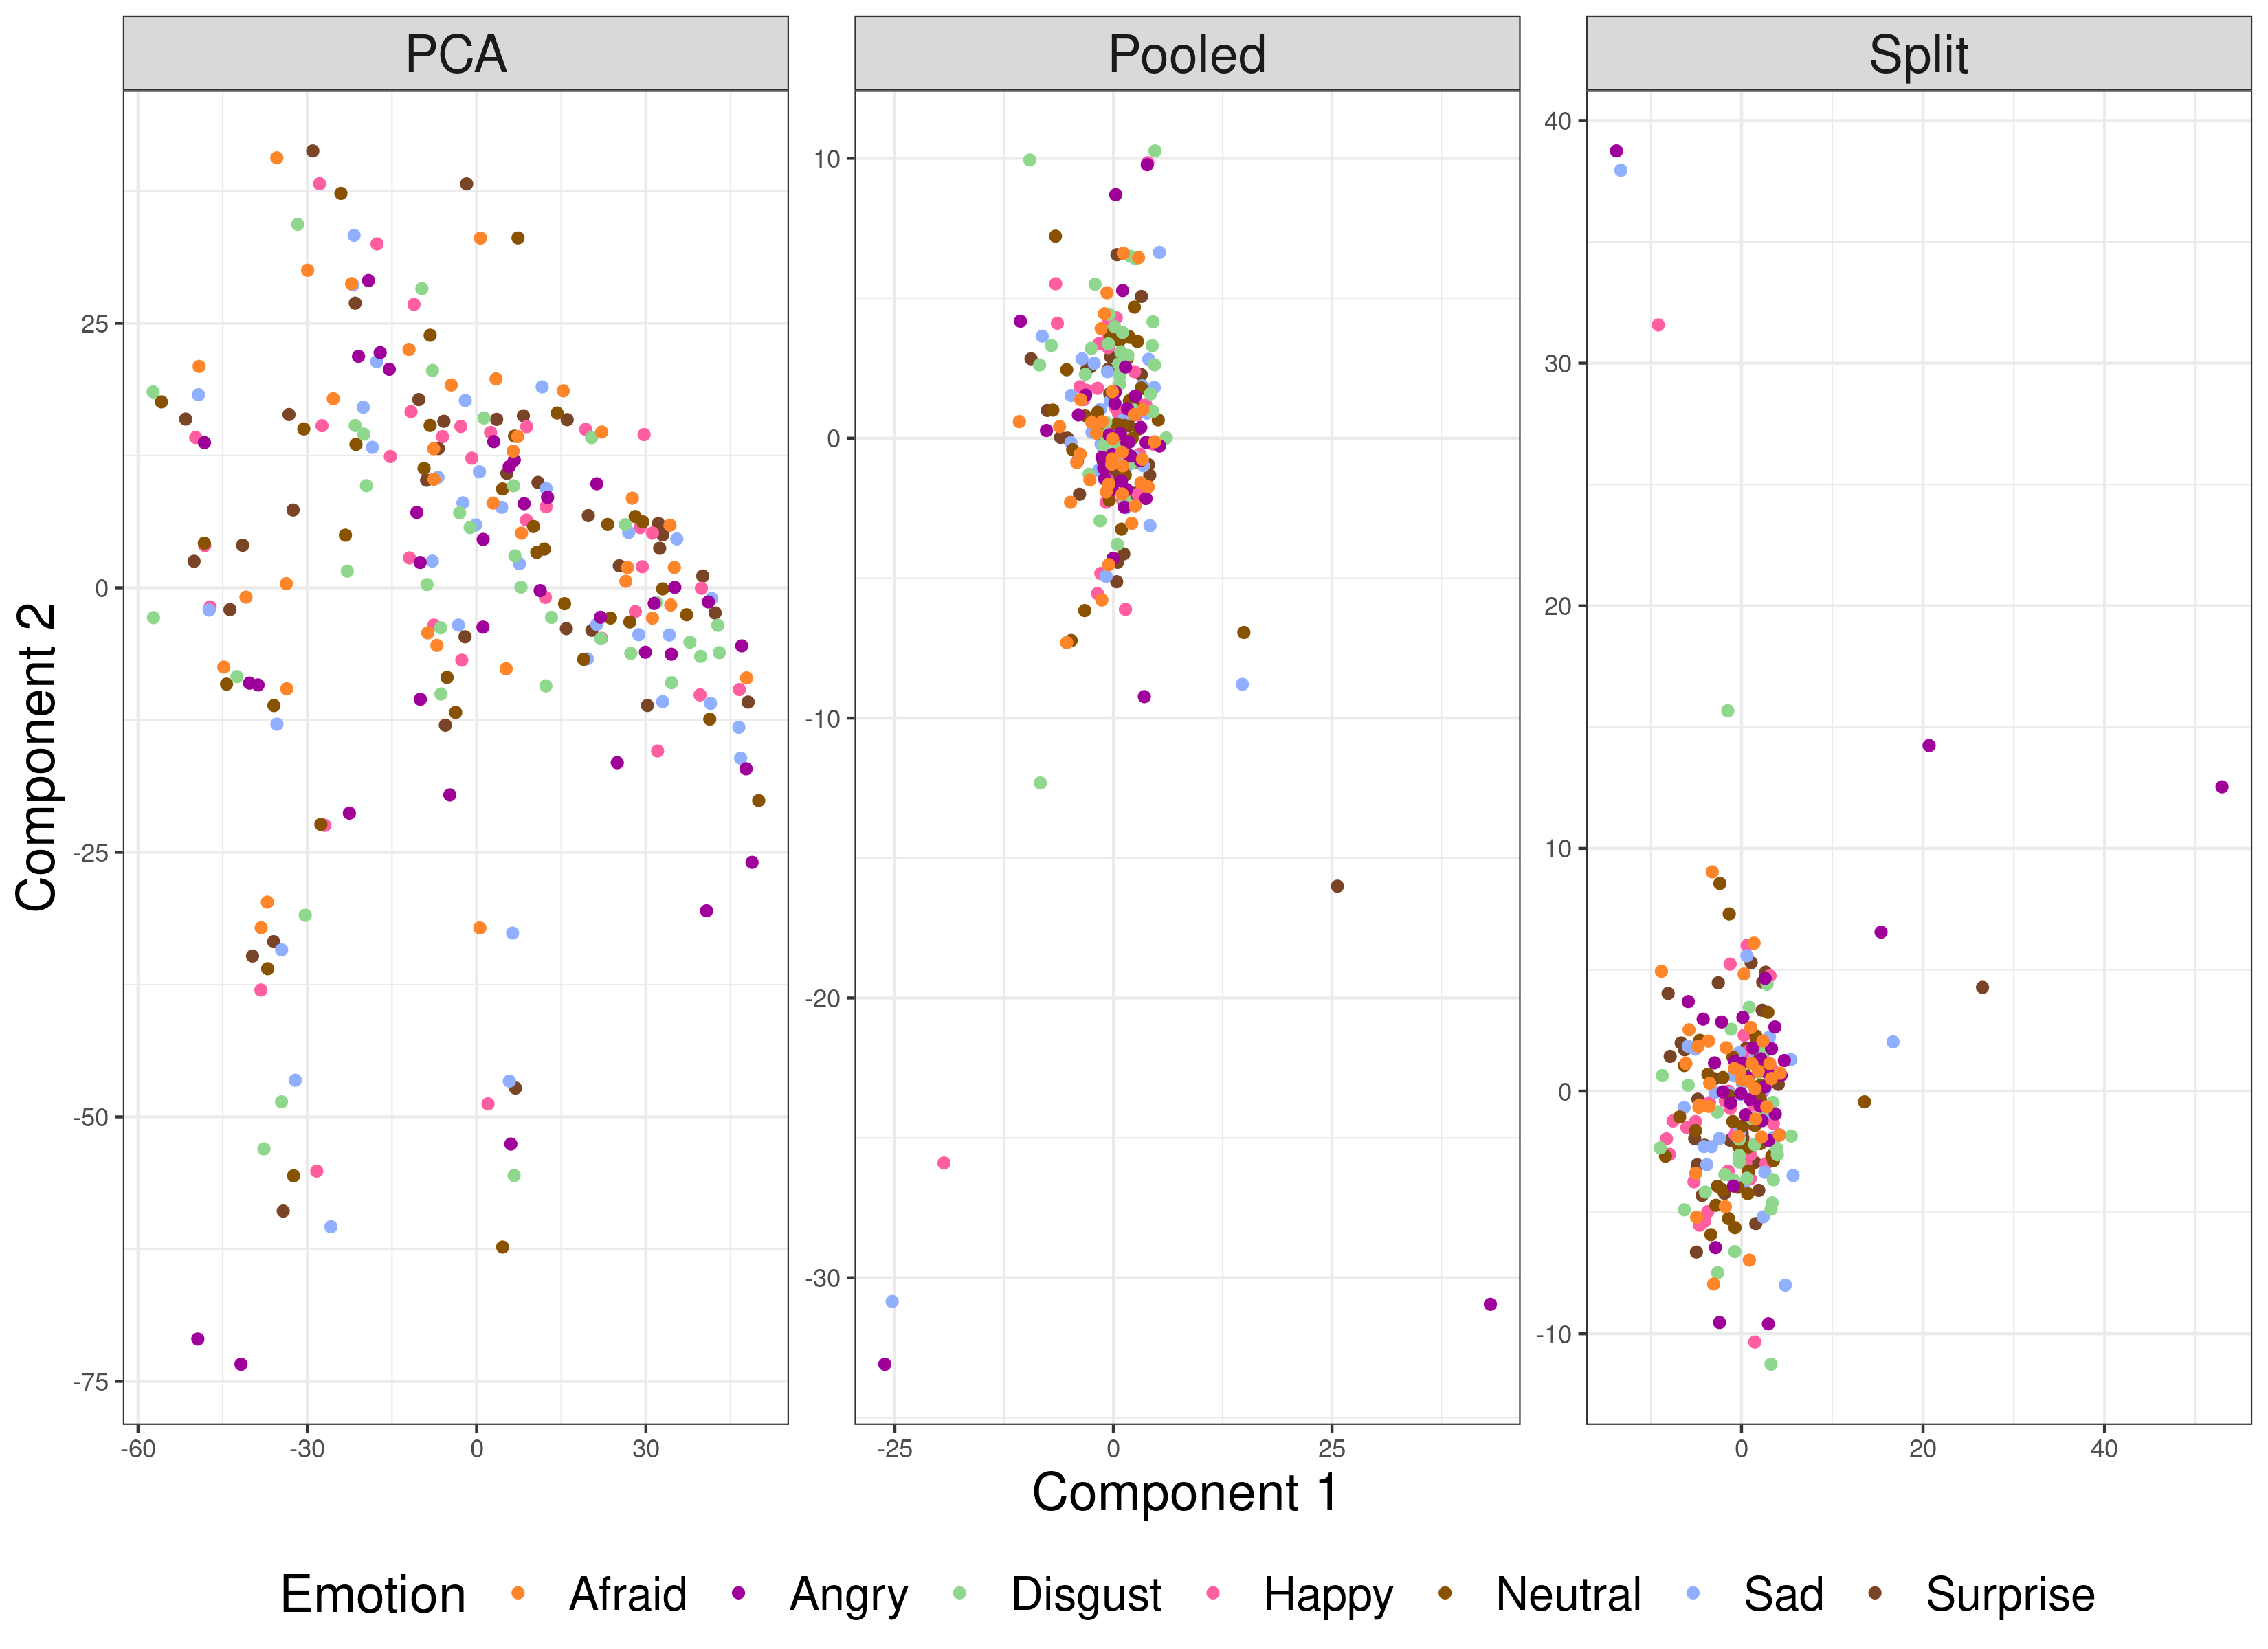 PCA Pooled Split
Component 2
25
0
-25
-50
-75
10
0
-10
-20
-30
40
30
20
10
0
-10
-60 -30 0 30
-25 0 25
0 20 40
Component 1
Emotion Afraid Angry Disgust Happy Neutral Sad Surprise